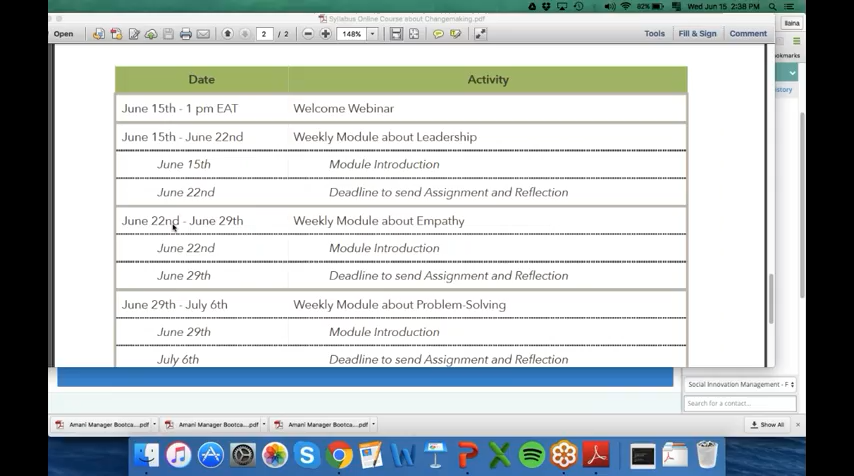 82% Wed Jun 15 2:38 PM
Syllabus Online Course about Changemaking.pdf
Ilaina
Open 2 / 2 148% Tools Fill & Sign Comment
ookmarks
istory
Date Activity
June 15th - 1 pm EAT Welcome Webinar
June 15th - June 22nd Weekly Module about Leadership
June 15th Module Introduction
June 22nd Deadline to send Assignment and Reflection
June 22nd - June 29th Weekly Module about Empathy
June 22nd Module Introduction
June 29th Deadline to send Assignment and Reflection
June 29th - July 6th Weekly Module about Problem-Solving
June 29th Module Introduction
July 6th Deadline to send Assignment and Reflection
Social Innovation Management - F
Search for a contact...
Amani Manager Bootca....pdf Amani Manager Bootca....pdf Amani Manager Bootca....pdf Show All